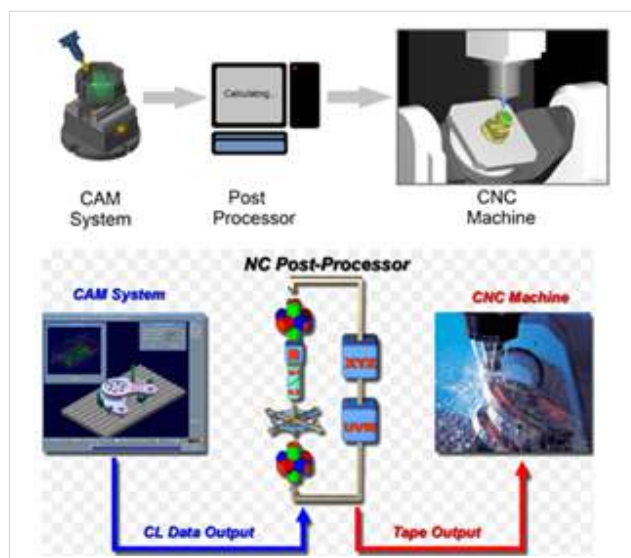 Calculating...
CAM
System
Post
Processor
CNC
Machine
NC Post-Processor
CAM System
CNC Machine
XYZ
UVW
CL Data Output
Tape Output